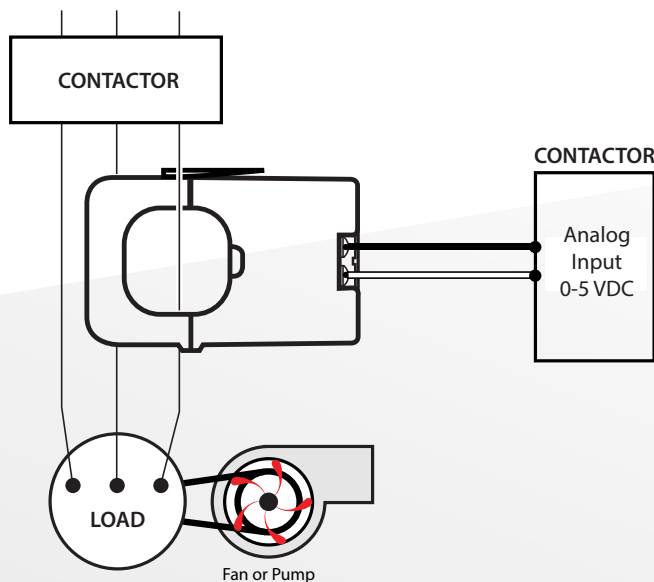 CONTACTOR
CONTACTOR
Analog
Input
0-5 VDC
LOAD
Fan or Pump